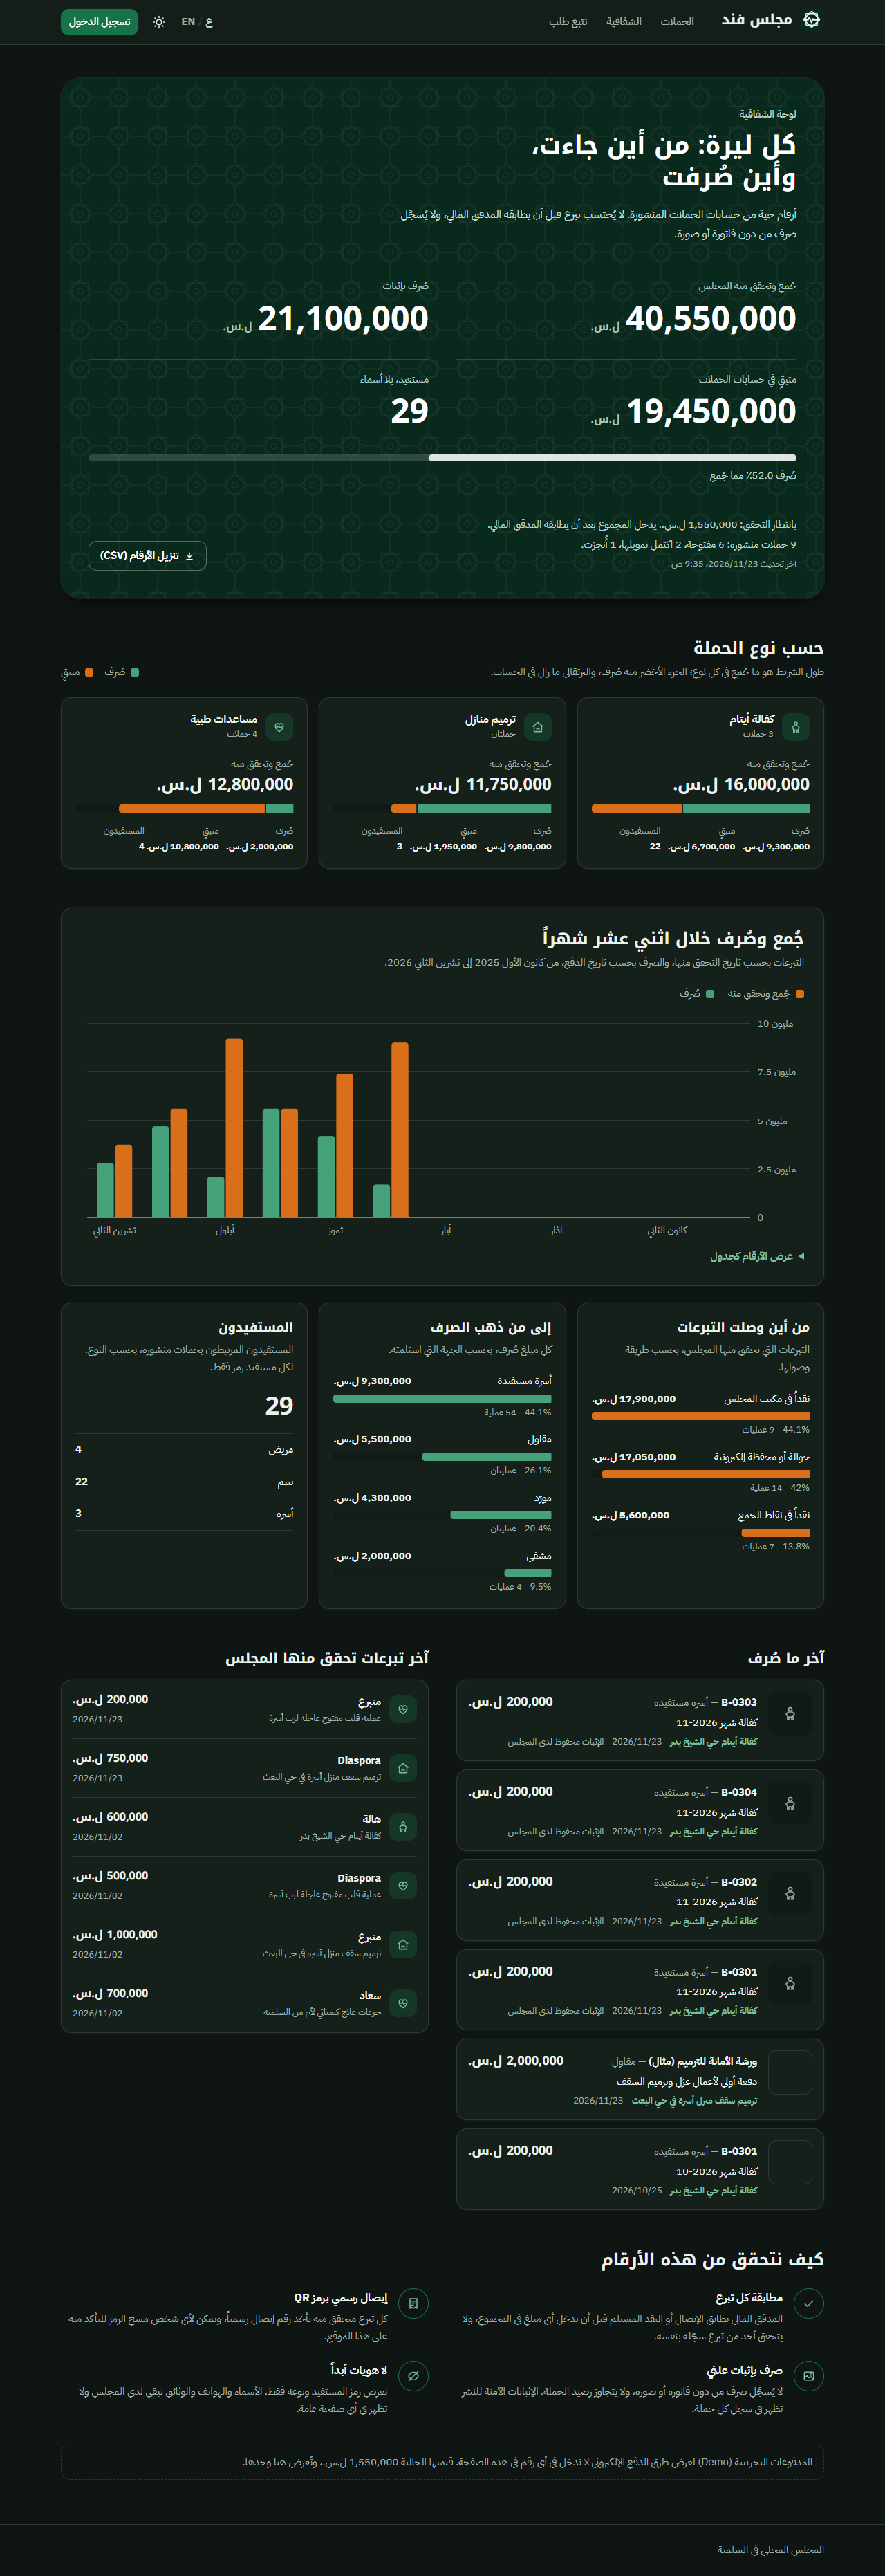 مجلس فند
الحملات
الشفافية
تتبع طلب
ع / EN
تسجيل الدخول
لوحة الشفافية
كل ليرة: من أين جاءت،
وأين صُرفت
أرقام حية من حسابات الحملات المنشورة. لا يُحتسب تبرع قبل أن يطابقه المدقق المالي، ولا يُسجَّل
صرف من دون فاتورة أو صورة.
جُمع وتحقق منه المجلس
40,550,000 ل.س.
صُرف بإثبات
21,100,000 ل.س.
متبقٍ في حسابات الحملات
19,450,000 ل.س.
مستفيد، بلا أسماء
29
صُرف 52.0٪ مما جُمع
بانتظار التحقق: 1,550,000 ل.س.. يدخل المجموع بعد أن يطابقه المدقق المالي.
9 حملات منشورة: 6 مفتوحة، 2 اكتمل تمويلها، 1 أُنجزت.
آخر تحديث 2026/11/23، 9:35 ص
تنزيل الأرقام (CSV)
حسب نوع الحملة
طول الشريط هو ما جُمع في كل نوع؛ الجزء الأخضر منه صُرف، والبرتقالي ما زال في الحساب.
صُرف
متبقٍ
كفالة أيتام
3 حملات
جُمع وتحقق منه
16,000,000 ل.س.
صُرف
متبقٍ
المستفيدون
9,300,000 ل.س.
6,700,000 ل.س.
22
ترميم منازل
حملتان
جُمع وتحقق منه
11,750,000 ل.س.
صُرف
متبقٍ
المستفيدون
9,800,000 ل.س.
1,950,000 ل.س.
3
مساعدات طبية
4 حملات
جُمع وتحقق منه
12,800,000 ل.س.
صُرف
متبقٍ
المستفيدون
2,000,000 ل.س.
10,800,000 ل.س.
4
جُمع وصُرف خلال اثني عشر شهراً
التبرعات بحسب تاريخ التحقق منها، والصرف بحسب تاريخ الدفع، من كانون الأول 2025 إلى تشرين الثاني 2026.
جُمع وتحقق منه
صُرف
10 مليون
7.5 مليون
5 مليون
2.5 مليون
0
كانون الثاني
آذار
أيار
تموز
أيلول
تشرين الثاني
عرض الأرقام كجدول
من أين وصلت التبرعات
التبرعات التي تحقق منها المجلس، بحسب طريقة
وصولها.
نقداً في مكتب المجلس
17,900,000 ل.س.
44.1% 9 عمليات
حوالة أو محفظة إلكترونية
17,050,000 ل.س.
42% 14 عملية
نقداً في نقاط الجمع
5,600,000 ل.س.
13.8% 7 عمليات
إلى من ذهب الصرف
كل مبلغ صُرف، بحسب الجهة التي استلمته.
أسرة مستفيدة
9,300,000 ل.س.
44.1% 54 عملية
مقاول
5,500,000 ل.س.
26.1% عمليتان
مورّد
4,300,000 ل.س.
20.4% عمليتان
مشفى
2,000,000 ل.س.
9.5% 4 عمليات
المستفيدون
المستفيدون المرتبطون بحملات منشورة، بحسب النوع.
لكل مستفيد رمز فقط.
29
مريض
4
يتيم
22
أسرة
3
آخر ما صُرف
B-0303 — أسرة مستفيدة
200,000 ل.س.
كفالة شهر 2026-11
كفالة أيتام حي الشيخ بدر 2026/11/23 الإثبات محفوظ لدى المجلس
B-0304 — أسرة مستفيدة
200,000 ل.س.
كفالة شهر 2026-11
كفالة أيتام حي الشيخ بدر 2026/11/23 الإثبات محفوظ لدى المجلس
B-0302 — أسرة مستفيدة
200,000 ل.س.
كفالة شهر 2026-11
كفالة أيتام حي الشيخ بدر 2026/11/23 الإثبات محفوظ لدى المجلس
B-0301 — أسرة مستفيدة
200,000 ل.س.
كفالة شهر 2026-11
كفالة أيتام حي الشيخ بدر 2026/11/23 الإثبات محفوظ لدى المجلس
ورشة الأمانة للترميم (مثال) — مقاول
2,000,000 ل.س.
دفعة أولى لأعمال عزل وترميم السقف
ترميم سقف منزل أسرة في حي البعث 2026/11/23
B-0301 — أسرة مستفيدة
200,000 ل.س.
كفالة شهر 2026-10
كفالة أيتام حي الشيخ بدر 2026/10/25
آخر تبرعات تحقق منها المجلس
متبرع
200,000 ل.س.
عملية قلب مفتوح عاجلة لرب أسرة
2026/11/23
Diaspora
750,000 ل.س.
ترميم سقف منزل أسرة في حي البعث
2026/11/23
هالة
600,000 ل.س.
كفالة أيتام حي الشيخ بدر
2026/11/02
Diaspora
500,000 ل.س.
عملية قلب مفتوح عاجلة لرب أسرة
2026/11/02
متبرع
1,000,000 ل.س.
ترميم سقف منزل أسرة في حي البعث
2026/11/02
سعاد
700,000 ل.س.
جرعات علاج كيميائي لأم من السلمية
2026/11/02
كيف نتحقق من هذه الأرقام
مطابقة كل تبرع
المدقق المالي يطابق الإيصال أو النقد المستلم قبل أن يدخل أي مبلغ في المجموع، ولا
يتحقق أحد من تبرع سجّله بنفسه.
إيصال رسمي برمز QR
كل تبرع متحقق منه يأخذ رقم إيصال رسمياً، ويمكن لأي شخص مسح الرمز للتأكد منه
على هذا الموقع.
صرف بإثبات علني
لا يُسجَّل صرف من دون فاتورة أو صورة، ولا يتجاوز رصيد الحملة. الإثباتات الآمنة للنشر
تظهر في سجل كل حملة.
لا هويات أبداً
نعرض رمز المستفيد ونوعه فقط. الأسماء والهواتف والوثائق تبقى لدى المجلس ولا
تظهر في أي صفحة عامة.
المدفوعات التجريبية (Demo) لعرض طرق الدفع الإلكتروني لا تدخل في أي رقم في هذه الصفحة. قيمتها الحالية 1,550,000 ل.س.، وتُعرض هنا وحدها.
المجلس المحلي في السلمية